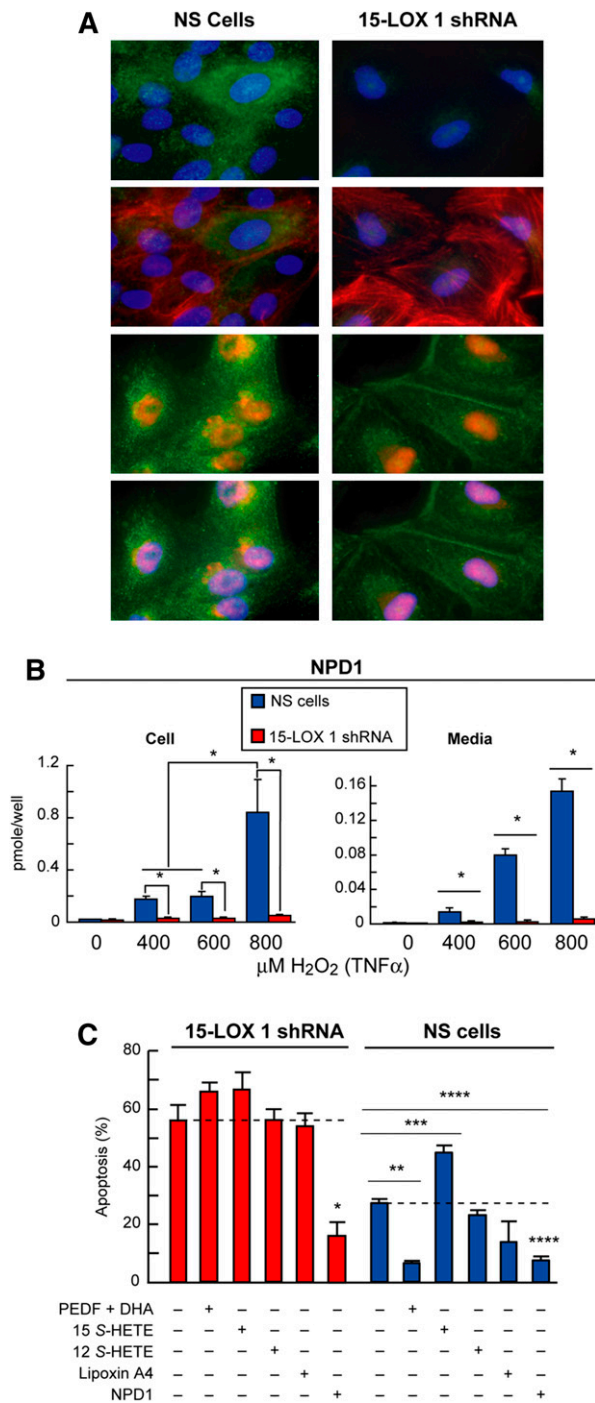 A
NS Cells
15-LOX 1 shRNA
B
NPD1
NS cells
15-LOX 1 shRNA
Cell
Media
pmole/well
1.2
0.8
0.4
0
*
*
*
*
0
400
600
800
0.16
0.12
0.08
0.04
0
*
*
*
0
400
600
800
μM H2O2 (TNFα)
C
15-LOX 1 shRNA
NS cells
Apoptosis (%)
80
60
40
20
0
*
**
***
****
****
PEDF + DHA – + – – – – – + – – – –
15 S-HETE – – + – – – – – + – – –
12 S-HETE – – – + – – – – – + – –
Lipoxin A4 – – – – + – – – – – + –
NPD1 – – – – – + – – – – – +